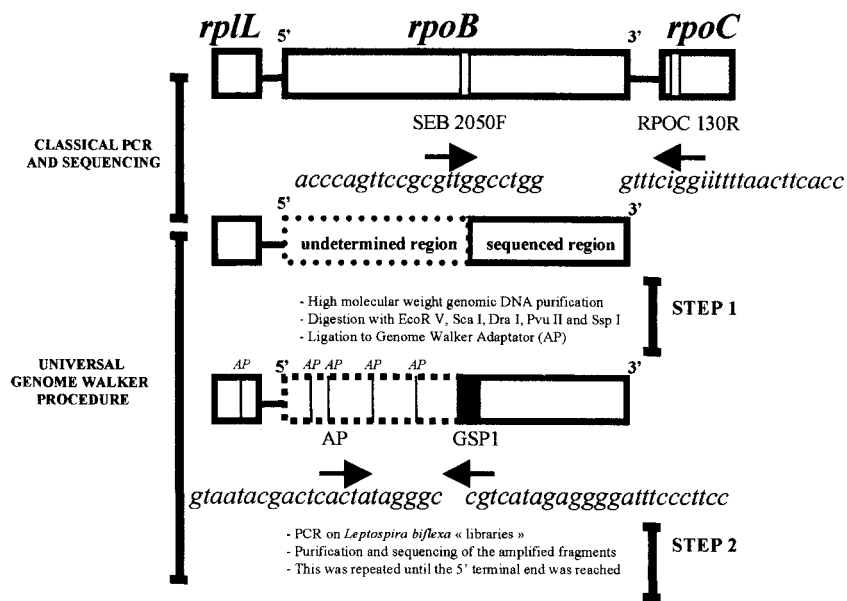 rplL rpoB rpoC
5' 3'
SEB 2050F RPOC 130R
CLASSICAL PCR
AND SEQUENCING
acccagttccgcgttggcctgg gtttciggiittttaacttcacc
5' 3'
undetermined region sequenced region
- High molecular weight genomic DNA purification
- Digestion with EcoR V, Sca I, Dra I, Pvu II and Ssp I
- Ligation to Genome Walker Adaptator (AP)
STEP 1
UNIVERSAL
GENOME WALKER
PROCEDURE
AP 5' AP AP AP AP 3'
AP GSP1
gtaatacgactcactatagggc cgtcatagaggggatttcccttcc
- PCR on Leptospira biflexa « libraries »
- Purification and sequencing of the amplified fragments
- This was repeated until the 5' terminal end was reached
STEP 2